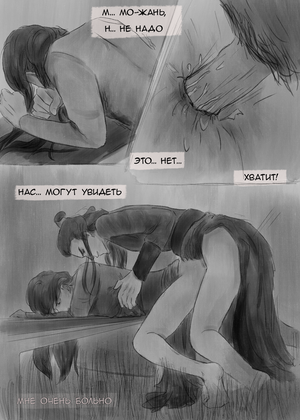 М... МО-ЖАНЬ,
Н... НЕ НАДО
ЭТО... НЕТ...
ХВАТИТ!
НАС... МОГУТ УВИДЕТЬ
МНЕ ОЧЕНЬ БОЛЬНО